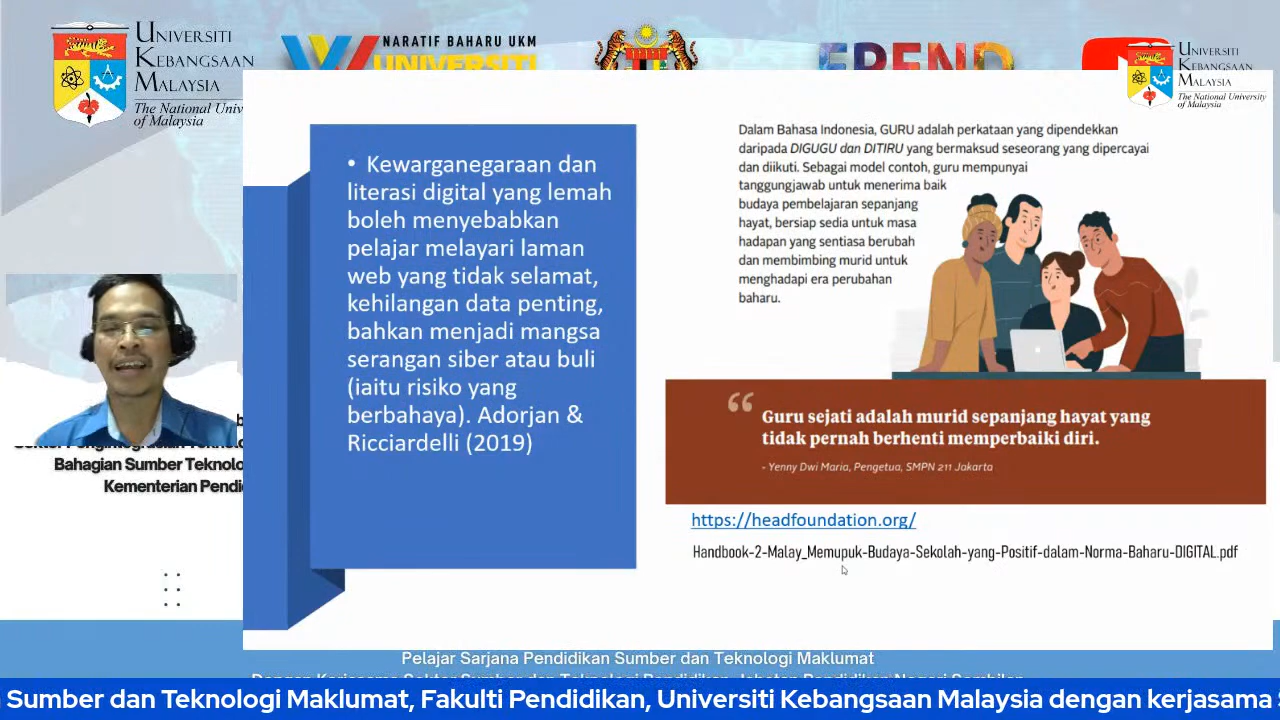 UNIVERSITI
KEBANGSAAN
MALAYSIA
The National
of Malaysia
NARATIF BAHARU UKM
UNIVERSITI
UNIVERSITI
KEBANGSAAN
MALAYSIA
The National University
of Malaysia
• Kewarganegaraan dan
literasi digital yang lemah
boleh menyebabkan
pelajar melayari laman
web yang tidak selamat,
kehilangan data penting,
bahkan menjadi mangsa
serangan siber atau buli
(iaitu risiko yang
berbahaya). Adorjan &
Ricciardelli (2019)
Dalam Bahasa Indonesia, GURU adalah perkataan yang dipendekkan
daripada DIGUGU dan DITIRU yang bermaksud seseorang yang dipercayai
dan diikuti. Sebagai model contoh, guru mempunyai
tanggungjawab untuk menerima baik
budaya pembelajaran sepanjang
hayat, bersiap sedia untuk masa
hadapan yang sentiasa berubah
dan membimbing murid untuk
menghadapi era perubahan
baharu.
“ Guru sejati adalah murid sepanjang hayat yang
tidak pernah berhenti memperbaiki diri.
- Yenny Dwi Maria, Pengetua, SMPN 211 Jakarta
https://headfoundation.org/
Handbook-2-Malay_Memupuk-Budaya-Sekolah-yang-Positif-dalam-Norma-Baharu-DIGITAL.pdf
Bahagian Sumber
Kementerian
Pelajar Sarjana Pendidikan Sumber dan Teknologi Maklumat
Sumber dan Teknologi Maklumat, Fakulti Pendidikan, Universiti Kebangsaan Malaysia dengan kerjasama